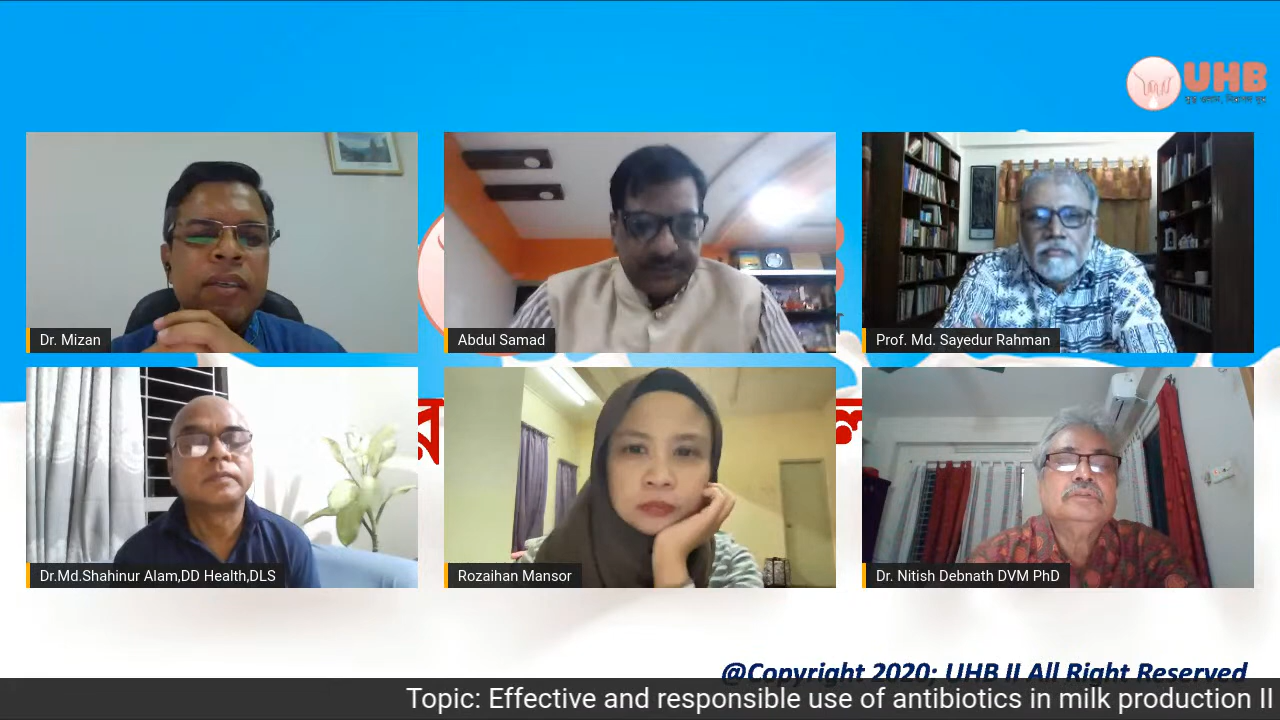 UHB
Dr. Mizan
Abdul Samad
Prof. Md. Sayedur Rahman
Dr.Md.Shahinur Alam,DD Health,DLS
Rozaihan Mansor
Dr. Nitish Debnath DVM PhD
@Copyright 2020; UHB II All Right Reserved
Topic: Effective and responsible use of antibiotics in milk production II